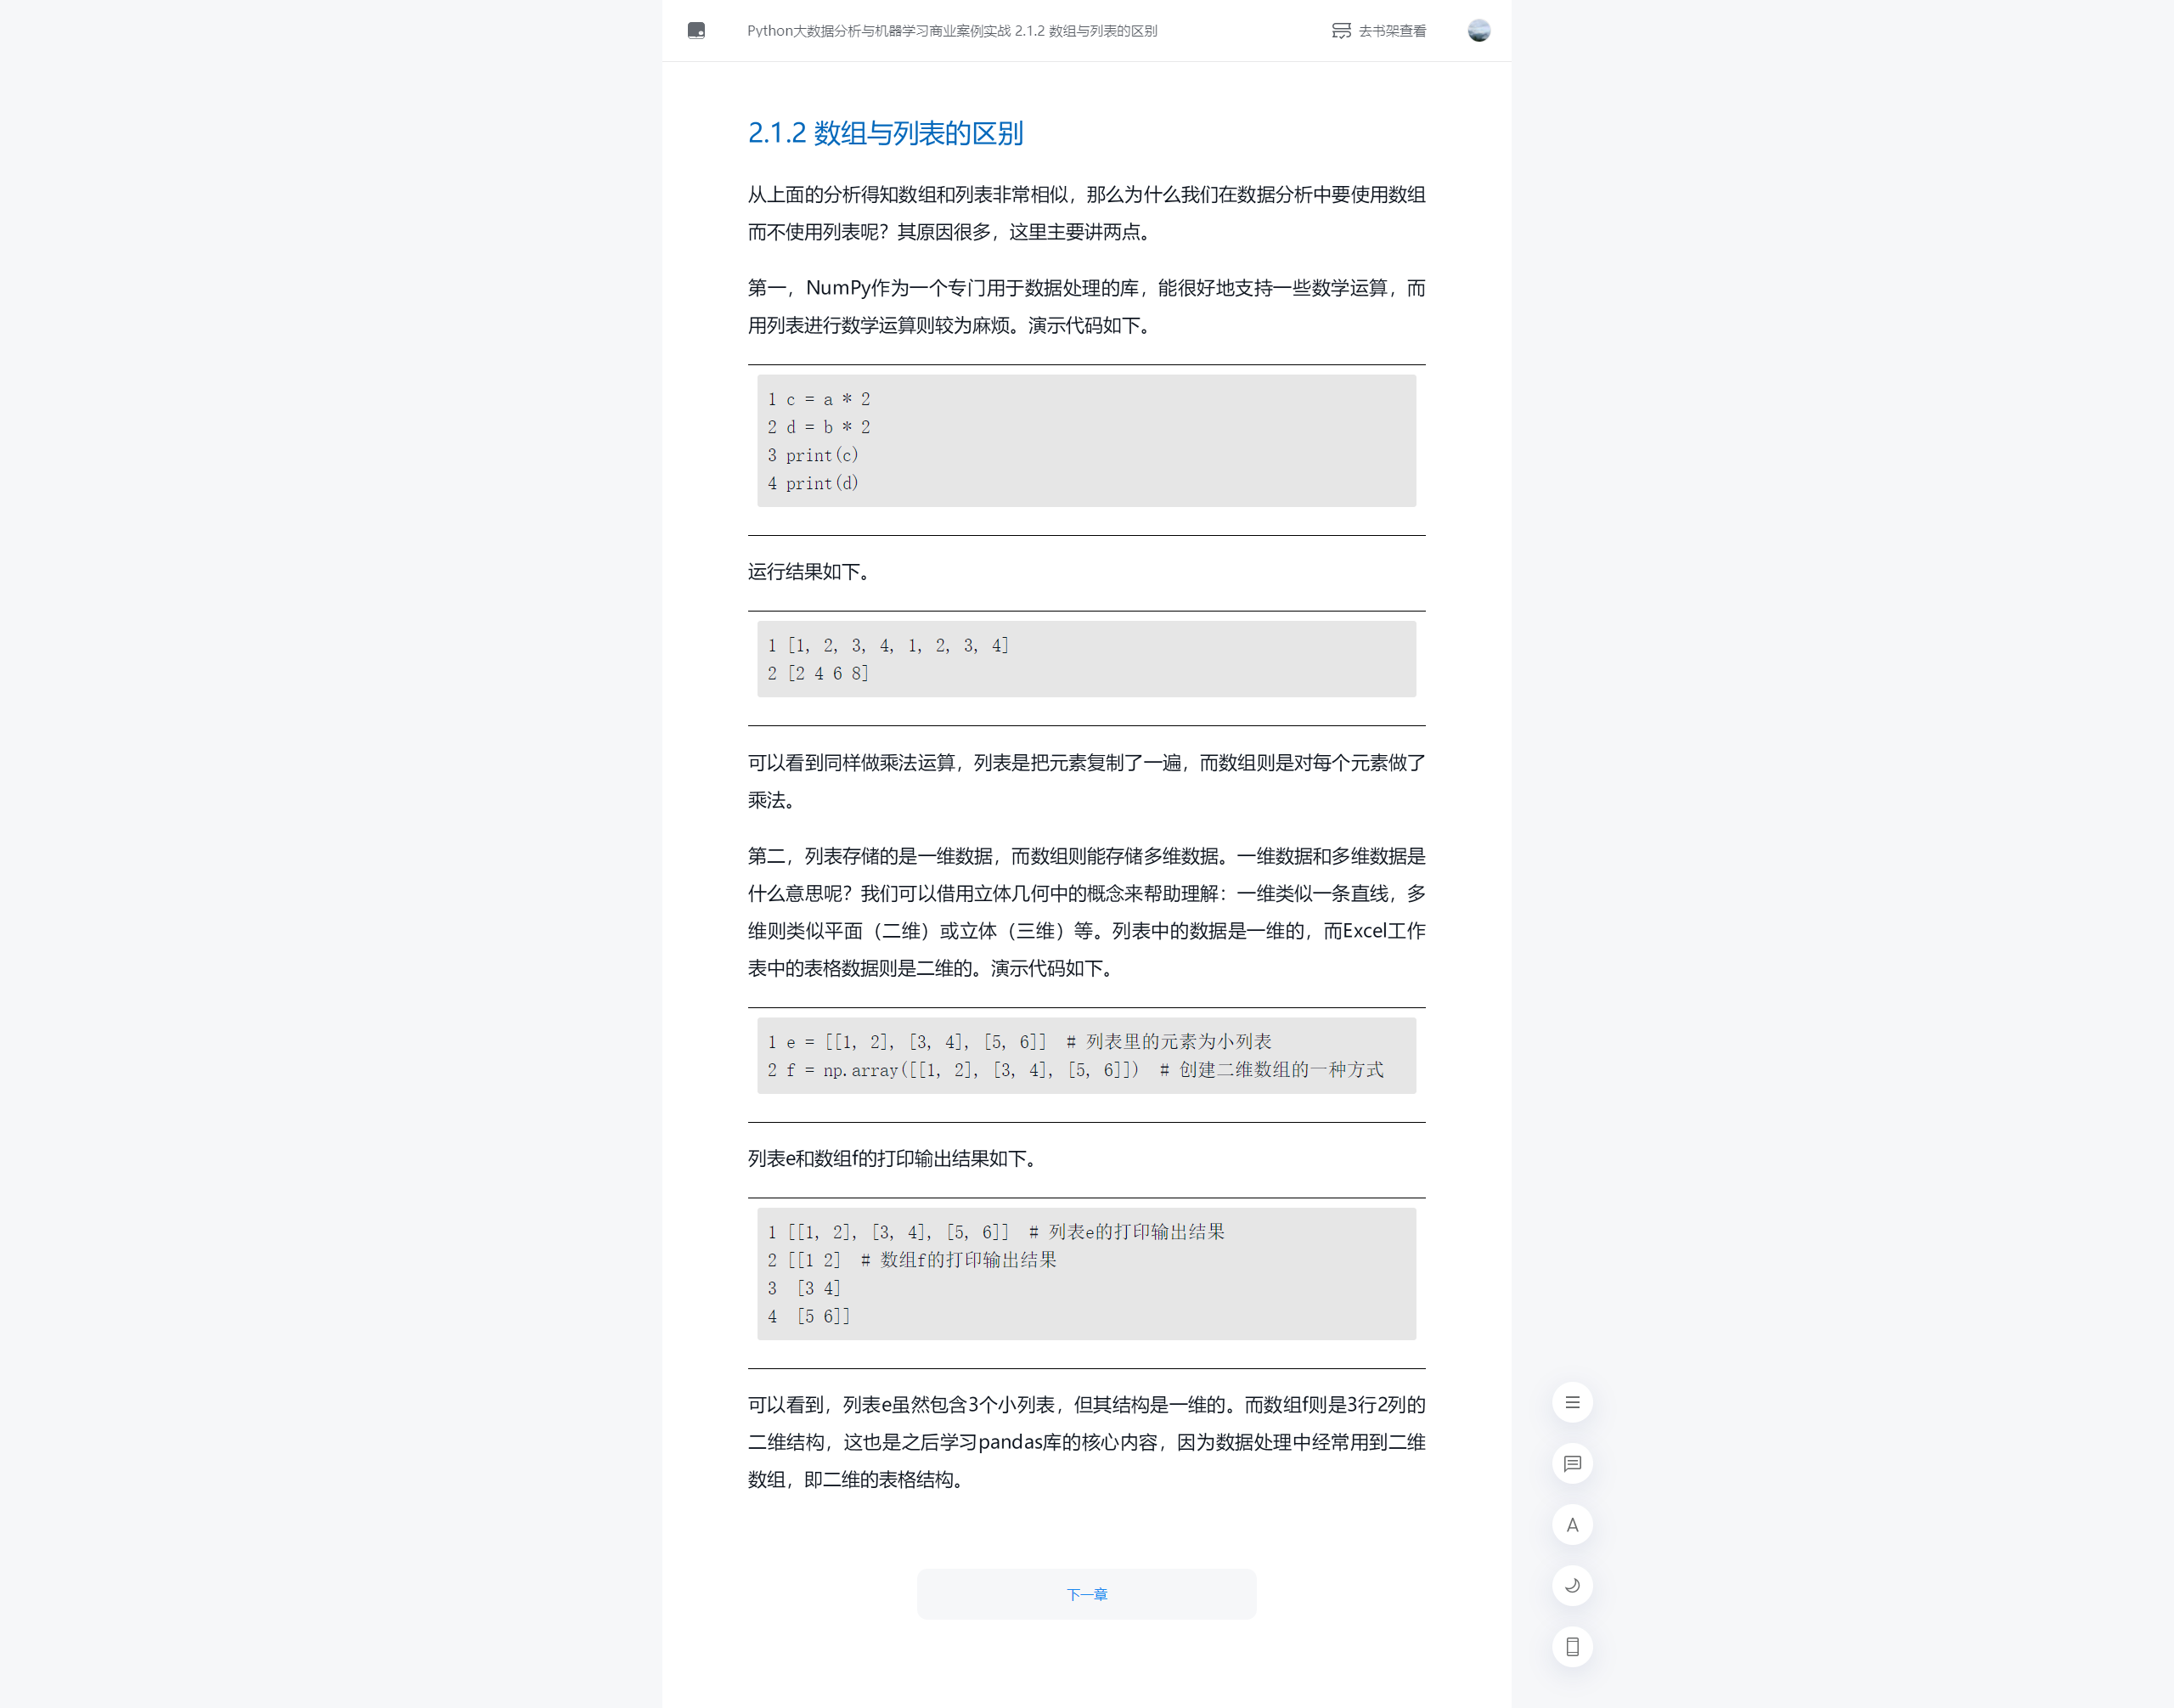 Python大数据分析与机器学习商业案例实战 2.1.2 数组与列表的区别
去书架查看
2.1.2 数组与列表的区别
从上面的分析得知数组和列表非常相似，那么为什么我们在数据分析中要使用数组
而不使用列表呢？其原因很多，这里主要讲两点。
第一，NumPy作为一个专门用于数据处理的库，能很好地支持一些数学运算，而
用列表进行数学运算则较为麻烦。演示代码如下。
1 c = a * 2
2 d = b * 2
3 print(c)
4 print(d)
运行结果如下。
1 [1, 2, 3, 4, 1, 2, 3, 4]
2 [2 4 6 8]
可以看到同样做乘法运算，列表是把元素复制了一遍，而数组则是对每个元素做了
乘法。
第二，列表存储的是一维数据，而数组则能存储多维数据。一维数据和多维数据是
什么意思呢？我们可以借用立体几何中的概念来帮助理解：一维类似一条直线，多
维则类似平面（二维）或立体（三维）等。列表中的数据是一维的，而Excel工作
表中的表格数据则是二维的。演示代码如下。
1 e = [[1, 2], [3, 4], [5, 6]]  # 列表里的元素为小列表
2 f = np.array([[1, 2], [3, 4], [5, 6]])  # 创建二维数组的一种方式
列表e和数组f的打印输出结果如下。
1 [[1, 2], [3, 4], [5, 6]]  # 列表e的打印输出结果
2 [[1 2]  # 数组f的打印输出结果
3  [3 4]
4  [5 6]]
可以看到，列表e虽然包含3个小列表，但其结构是一维的。而数组f则是3行2列的
二维结构，这也是之后学习pandas库的核心内容，因为数据处理中经常用到二维
数组，即二维的表格结构。
A
下一章